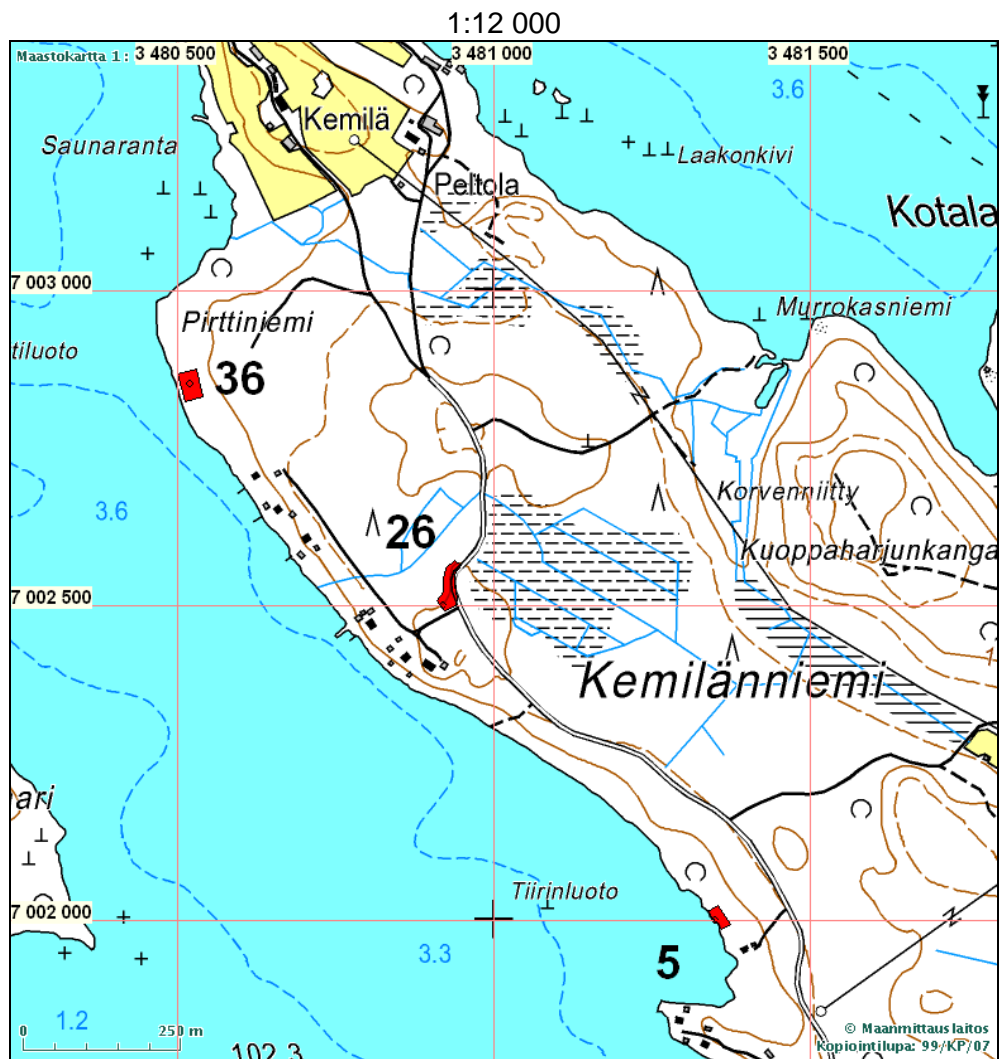 1:12 000
Maastokartta 1:
3 480 500
3 481 000
3 481 500
3.6
Kemilä
Saunaranta
Laakonkivi
Peltola
Kotala
7 003 000
Murrokasniemi
Pirttiniemi
tiluoto
36
Korvenniitty
3.6
26
Kuoppaharjunkanga
7 002 500
Kemilänniemi
1
ari
Tiirinluoto
7 002 000
3.3
5
1.2
0 250 m
102.3
© Maanmittauslaitos
Kopiointilupa: 99/KP/07